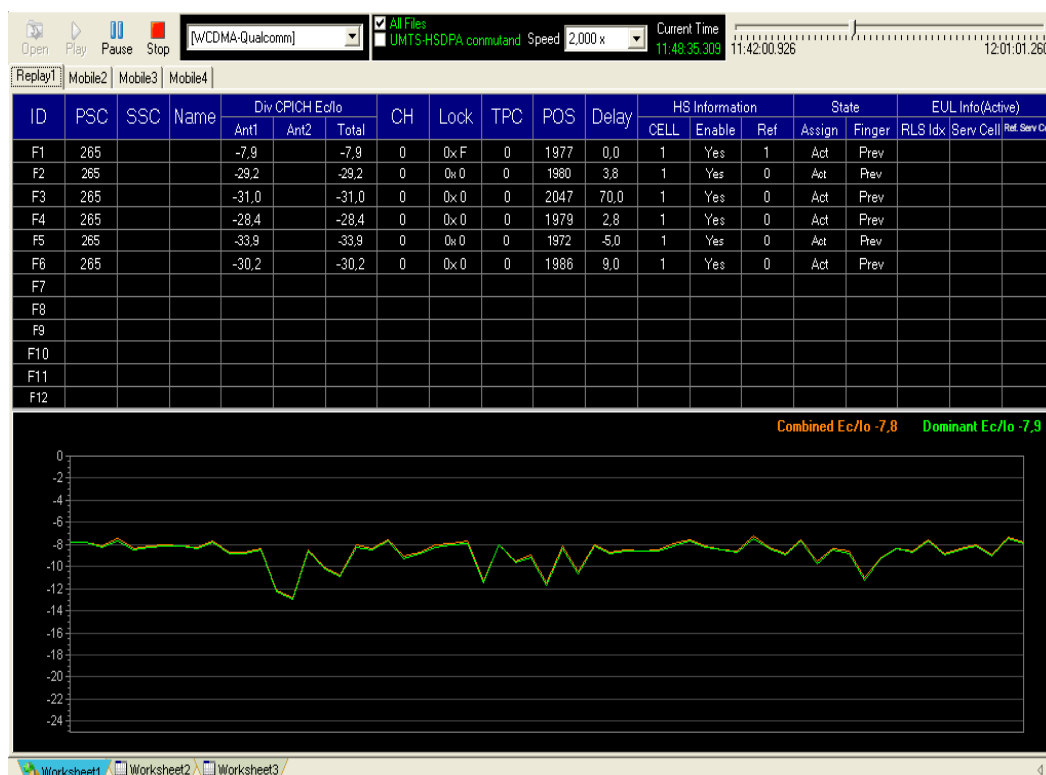 [WCDMA-Qualcomm] All Files
Open Play Pause Stop UMTS-HSDPA conmutand Speed 2,000 x Current Time 11:48:35.309 11:42:00.926 12:01:01.260
Replay1 Mobile2 Mobile3 Mobile4
ID PSC SSC Name Div CPICH Ec/Io CH Lock TPC POS Delay HS Information State EUL Info(Active)
Ant1 Ant2 Total CELL Enable Ref Assign Finger RLS Idx Serv Cell Ref. Serv
F1 265 -7,9 -7,9 0 0x F 0 1977 0,0 1 Yes 1 Act Prev
F2 265 -29,2 -29,2 0 0x 0 0 1980 3,8 1 Yes 0 Act Prev
F3 265 -31,0 -31,0 0 0x 0 0 2047 70,0 1 Yes 0 Act Prev
F4 265 -28,4 -28,4 0 0x 0 0 1979 2,8 1 Yes 0 Act Prev
F5 265 -33,9 -33,9 0 0x 0 0 1972 -5,0 1 Yes 0 Act Prev
F6 265 -30,2 -30,2 0 0x 0 0 1986 9,0 1 Yes 0 Act Prev
F7
F8
F9
F10
F11
F12
Combined Ec/Io -7,8 Dominant Ec/Io -7,9
0
-2
-4
-6
-8
-10
-12
-14
-16
-18
-20
-22
-24
Worksheet1 Worksheet2 Worksheet3